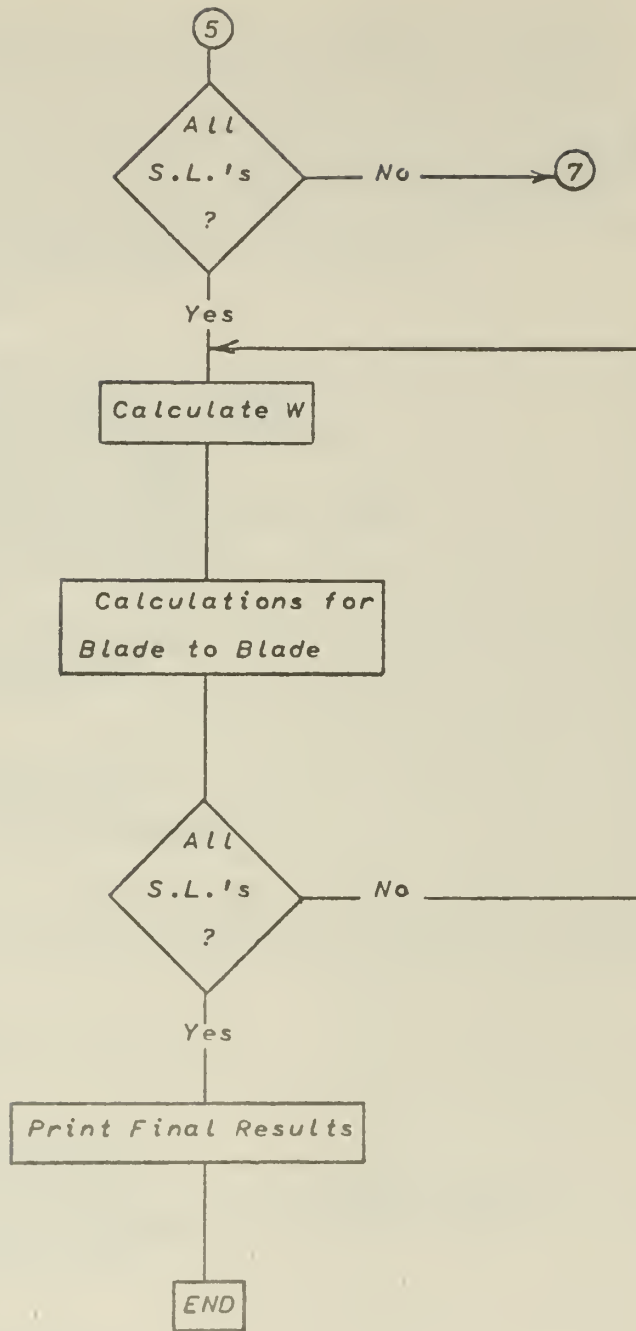 5
All
S.L.'s
?
No
7
Yes
Calculate W
Calculations for
Blade to Blade
All
S.L.'s
?
No
Yes
Print Final Results
END